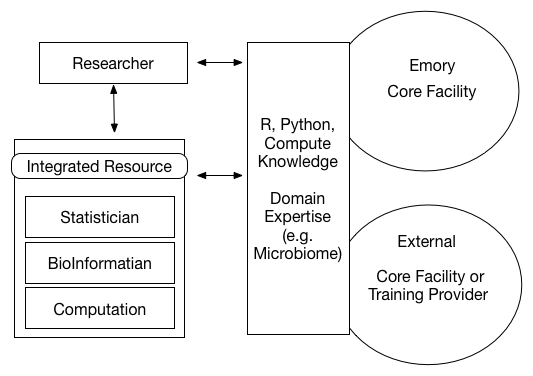 Researcher
Integrated Resource
Statistician
BioInformatian
Computation
R, Python,
Compute
Knowledge
Domain
Expertise
(e.g.
Microbiome)
Emory
Core Facility
External
Core Facility or
Training Provider